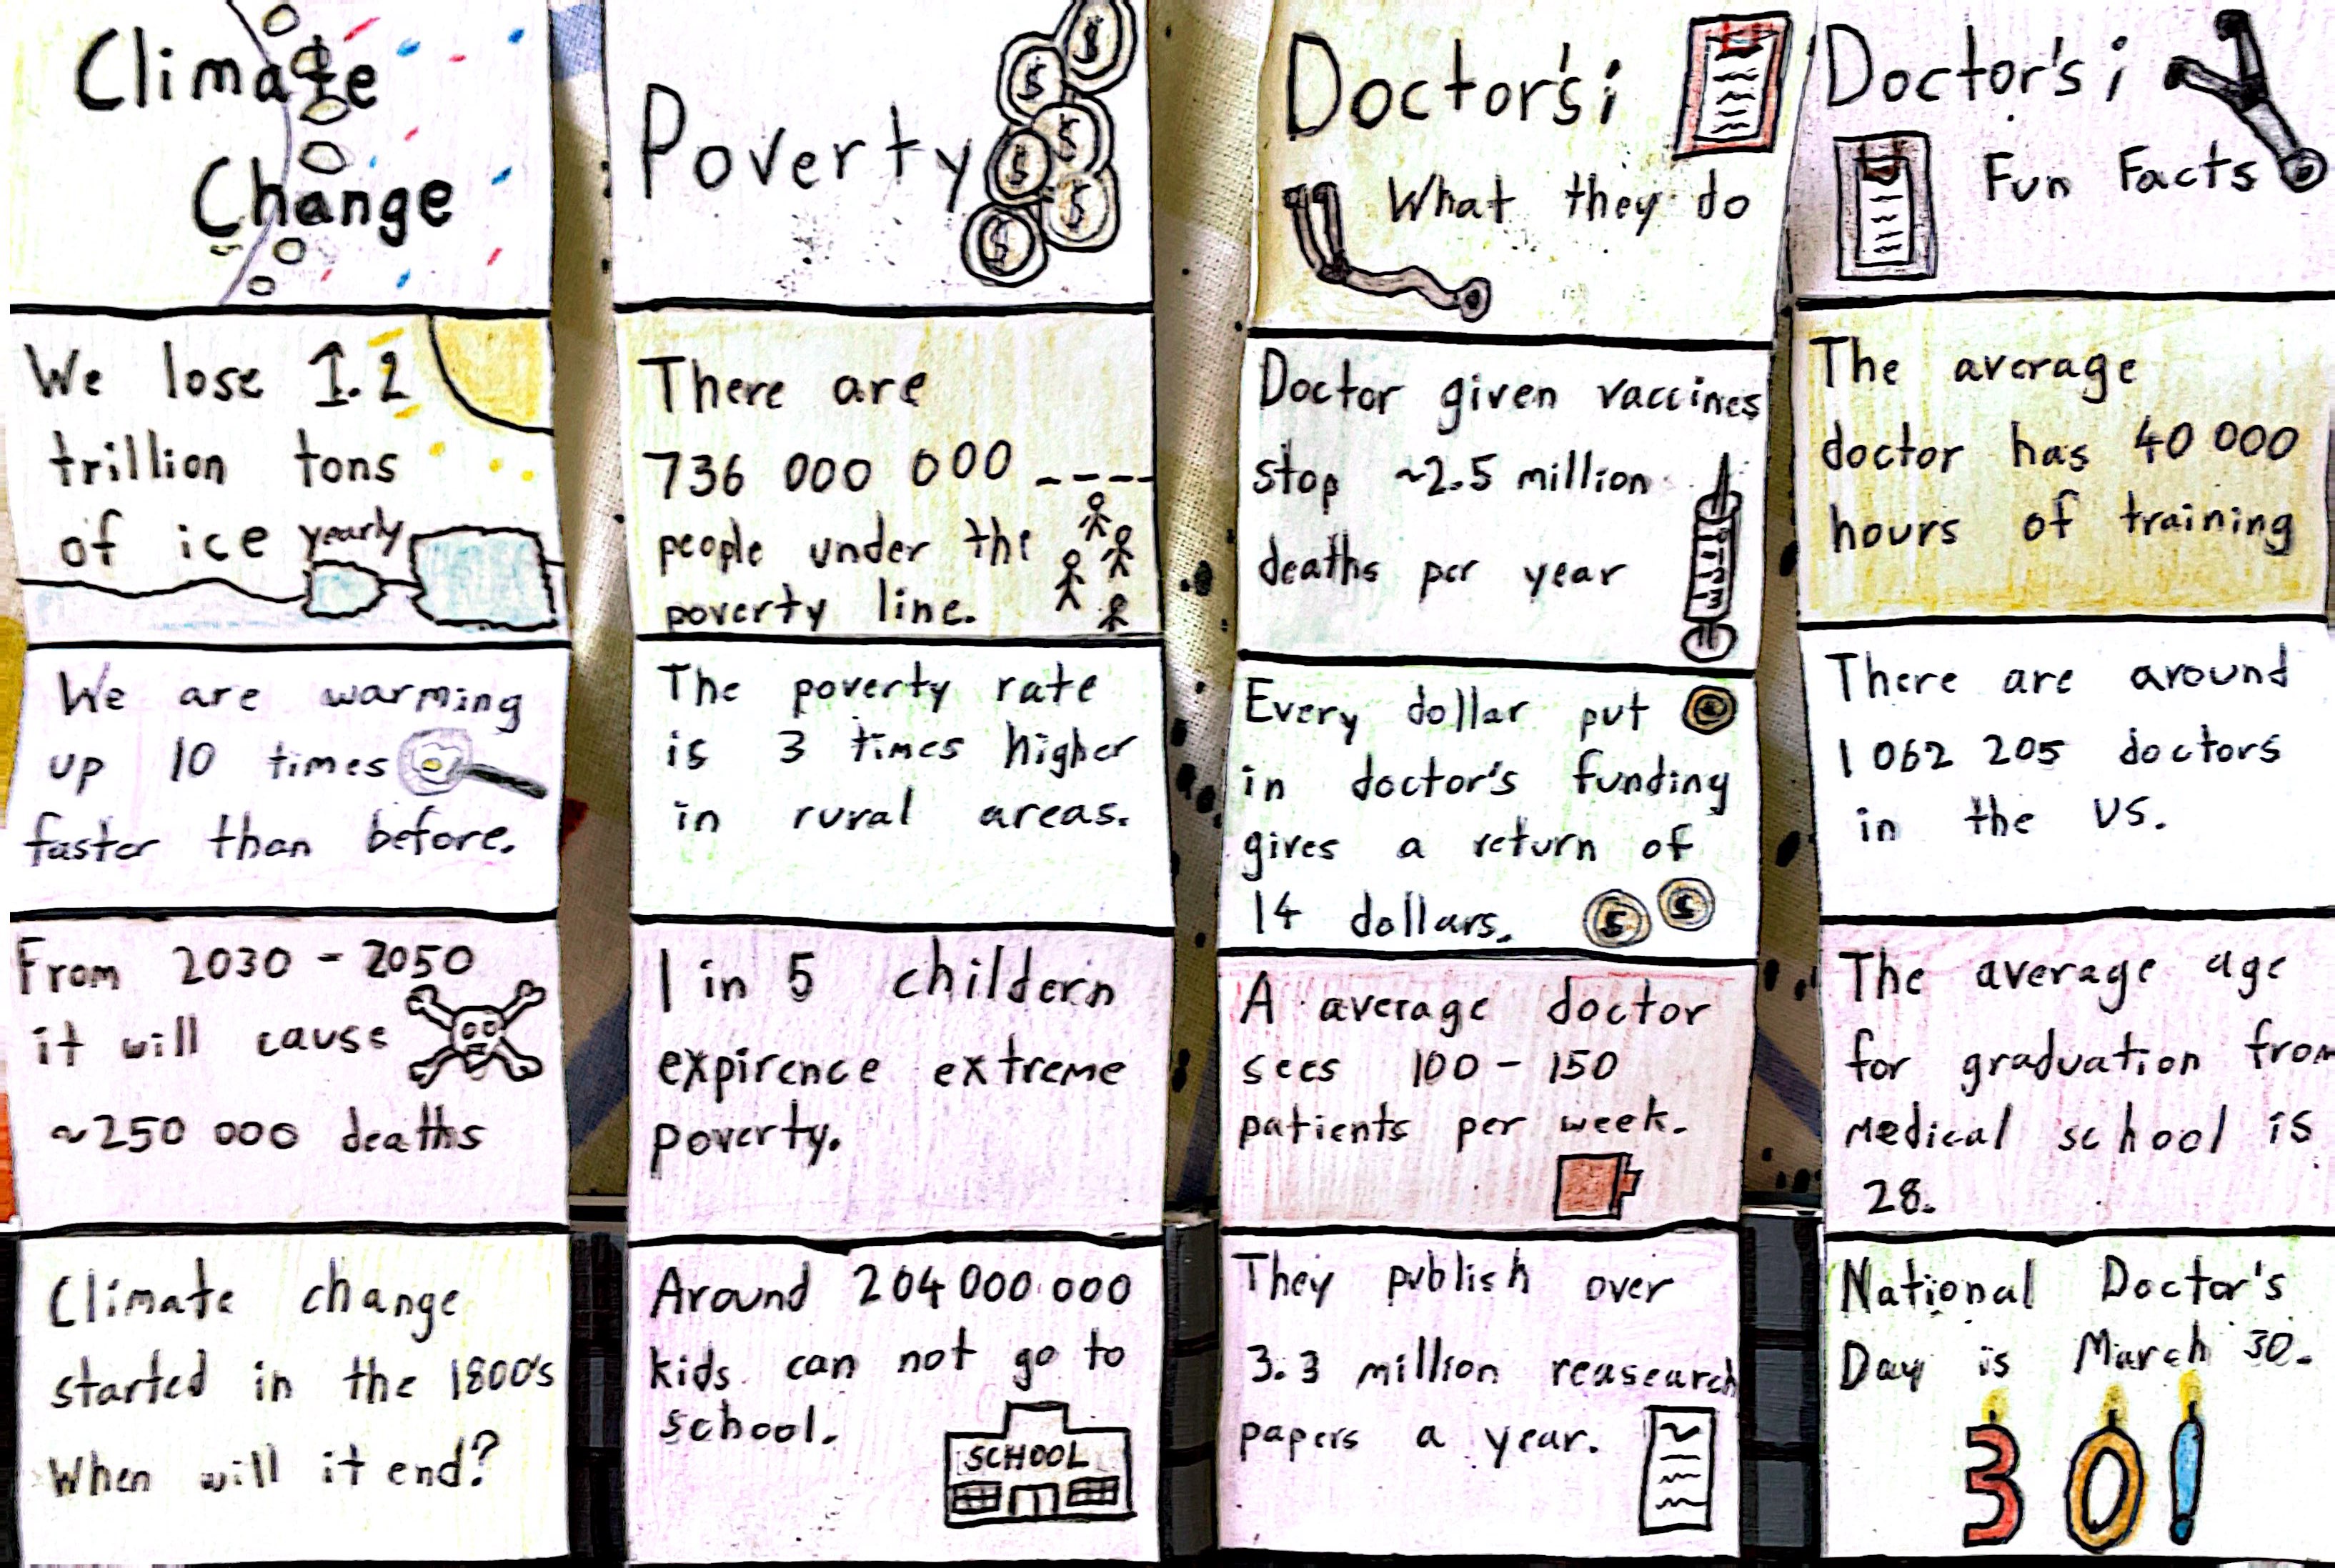 Climate
Change
We lose 1.2
trillion tons
of ice yearly
We are warming
up 10 times
faster than before.
From 2030 - 2050
it will cause
~250 000 deaths
Climate change
started in the 1800's
When will it end?
Poverty
$
$
$
$
$
$
There are
736 000 000
people under the
poverty line.
The poverty rate
is 3 times higher
in rural areas.
1 in 5 childern
expirence extreme
poverty.
Around 204 000 000
kids can not go to
school.
SCHOOL
Doctor's;
What they do
Doctor given vaccines
stop ~2.5 million
deaths per year
Every dollar put
in doctor's funding
gives a return of
14 dollars.
$ $
A average doctor
sees 100 - 150
patients per week.
They publish over
3.3 million reasearch
papers a year.
Doctor's;
Fun Facts
The average
doctor has 40 000
hours of training
There are around
1 062 205 doctors
in the US.
The average age
for graduation from
medical school is
28.
National Doctor's
Day is March 30.
30!